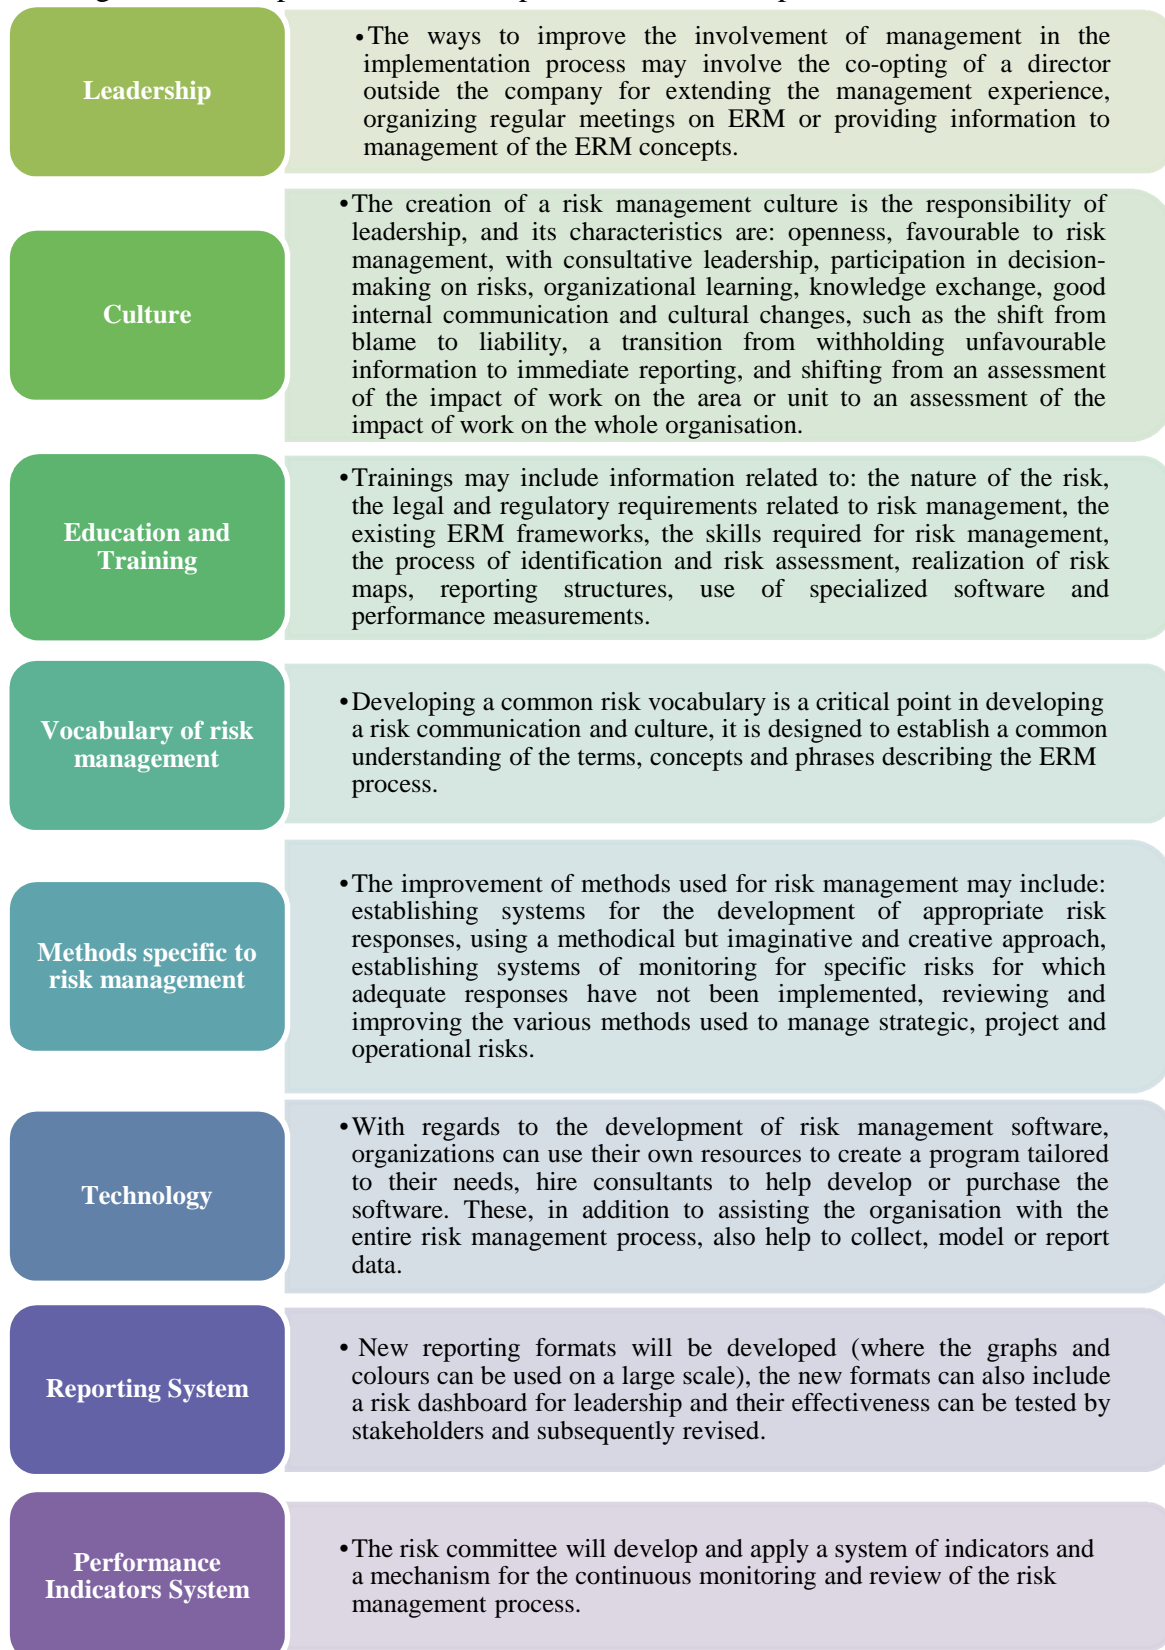 Leadership
•The ways to improve the involvement of management in the
implementation process may involve the co-opting of a director
outside the company for extending the management experience,
organizing regular meetings on ERM or providing information to
management of the ERM concepts.
Culture
•The creation of a risk management culture is the responsibility of
leadership, and its characteristics are: openness, favourable to risk
management, with consultative leadership, participation in decision-
making on risks, organizational learning, knowledge exchange, good
internal communication and cultural changes, such as the shift from
blame to liability, a transition from withholding unfavourable
information to immediate reporting, and shifting from an assessment
of the impact of work on the area or unit to an assessment of the
impact of work on the whole organisation.
Education and
Training
•Trainings may include information related to: the nature of the risk,
the legal and regulatory requirements related to risk management, the
existing ERM frameworks, the skills required for risk management,
the process of identification and risk assessment, realization of risk
maps, reporting structures, use of specialized software and
performance measurements.
Vocabulary of risk
management
•Developing a common risk vocabulary is a critical point in developing
a risk communication and culture, it is designed to establish a common
understanding of the terms, concepts and phrases describing the ERM
process.
Methods specific to
risk management
•The improvement of methods used for risk management may include:
establishing systems for the development of appropriate risk
responses, using a methodical but imaginative and creative approach,
establishing systems of monitoring for specific risks for which
adequate responses have not been implemented, reviewing and
improving the various methods used to manage strategic, project and
operational risks.
Technology
•With regards to the development of risk management software,
organizations can use their own resources to create a program tailored
to their needs, hire consultants to help develop or purchase the
software. These, in addition to assisting the organisation with the
entire risk management process, also help to collect, model or report
data.
Reporting System
• New reporting formats will be developed (where the graphs and
colours can be used on a large scale), the new formats can also include
a risk dashboard for leadership and their effectiveness can be tested by
stakeholders and subsequently revised.
Performance
Indicators System
•The risk committee will develop and apply a system of indicators and
a mechanism for the continuous monitoring and review of the risk
management process.